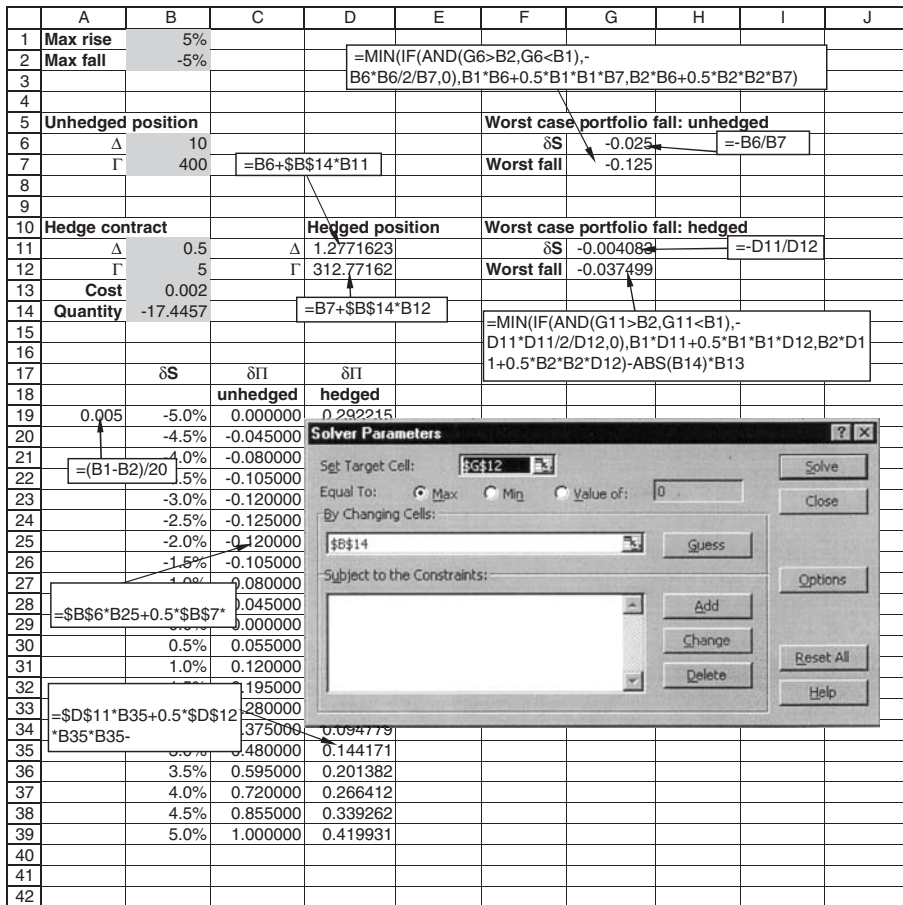 A B C D E F G H I J
1 Max rise 5%
2 Max fall -5%
=MIN(IF(AND(G6>B2,G6<B1),-
B6*B6/2/B7,0),B1*B6+0.5*B1*B1*B7,B2*B6+0.5*B2*B2*B7)
3
4
5 Unhedged position Worst case portfolio fall: unhedged
6 Δ 10 δS -0.025 =-B6/B7
7 Γ 400 =B6+$B$14*B11 Worst fall -0.125
8
9
10 Hedge contract Hedged position Worst case portfolio fall: hedged
11 Δ 0.5 Δ 1.2771623 δS -0.004083 =-D11/D12
12 Γ 5 Γ 312.77162 Worst fall -0.037499
13 Cost 0.002
=B7+$B$14*B12
14 Quantity -17.4457
=MIN(IF(AND(G11>B2,G11<B1),-
D11*D11/2/D12,0),B1*D11+0.5*B1*B1*D12,B2*D1
1+0.5*B2*B2*D12)-ABS(B14)*B13
15
16
17 δS δΠ δΠ
18 unhedged hedged
19 0.005 -5.0% 0.000000 0.292215
20 -4.5% -0.045000
21 4.0% -0.080000
=(B1-B2)/20
22 .5% -0.105000
23 -3.0% -0.120000
24 -2.5% -0.125000
25 -2.0% -0.120000
26 -1.5% -0.105000
27 0.080000
28 0.045000
=$B$6*B25+0.5*$B$7*
29 0.000000
30 0.5% 0.055000
31 1.0% 0.120000
32 .195000
33 .280000
=$D$11*B35+0.5*$D$12
*B35*B35-
34 .375000 0.094779
35 .480000 0.144171
36 3.5% 0.595000 0.201382
37 4.0% 0.720000 0.266412
38 4.5% 0.855000 0.339262
39 5.0% 1.000000 0.419931
40
41
42
Solver Parameters ? X
Set Target Cell: $G$12 Solve
Equal To: Max Min Value of: 0 Close
By Changing Cells:
$B$14 Guess
Subject to the Constraints: Options
Add
Change
Delete
Reset All
Help